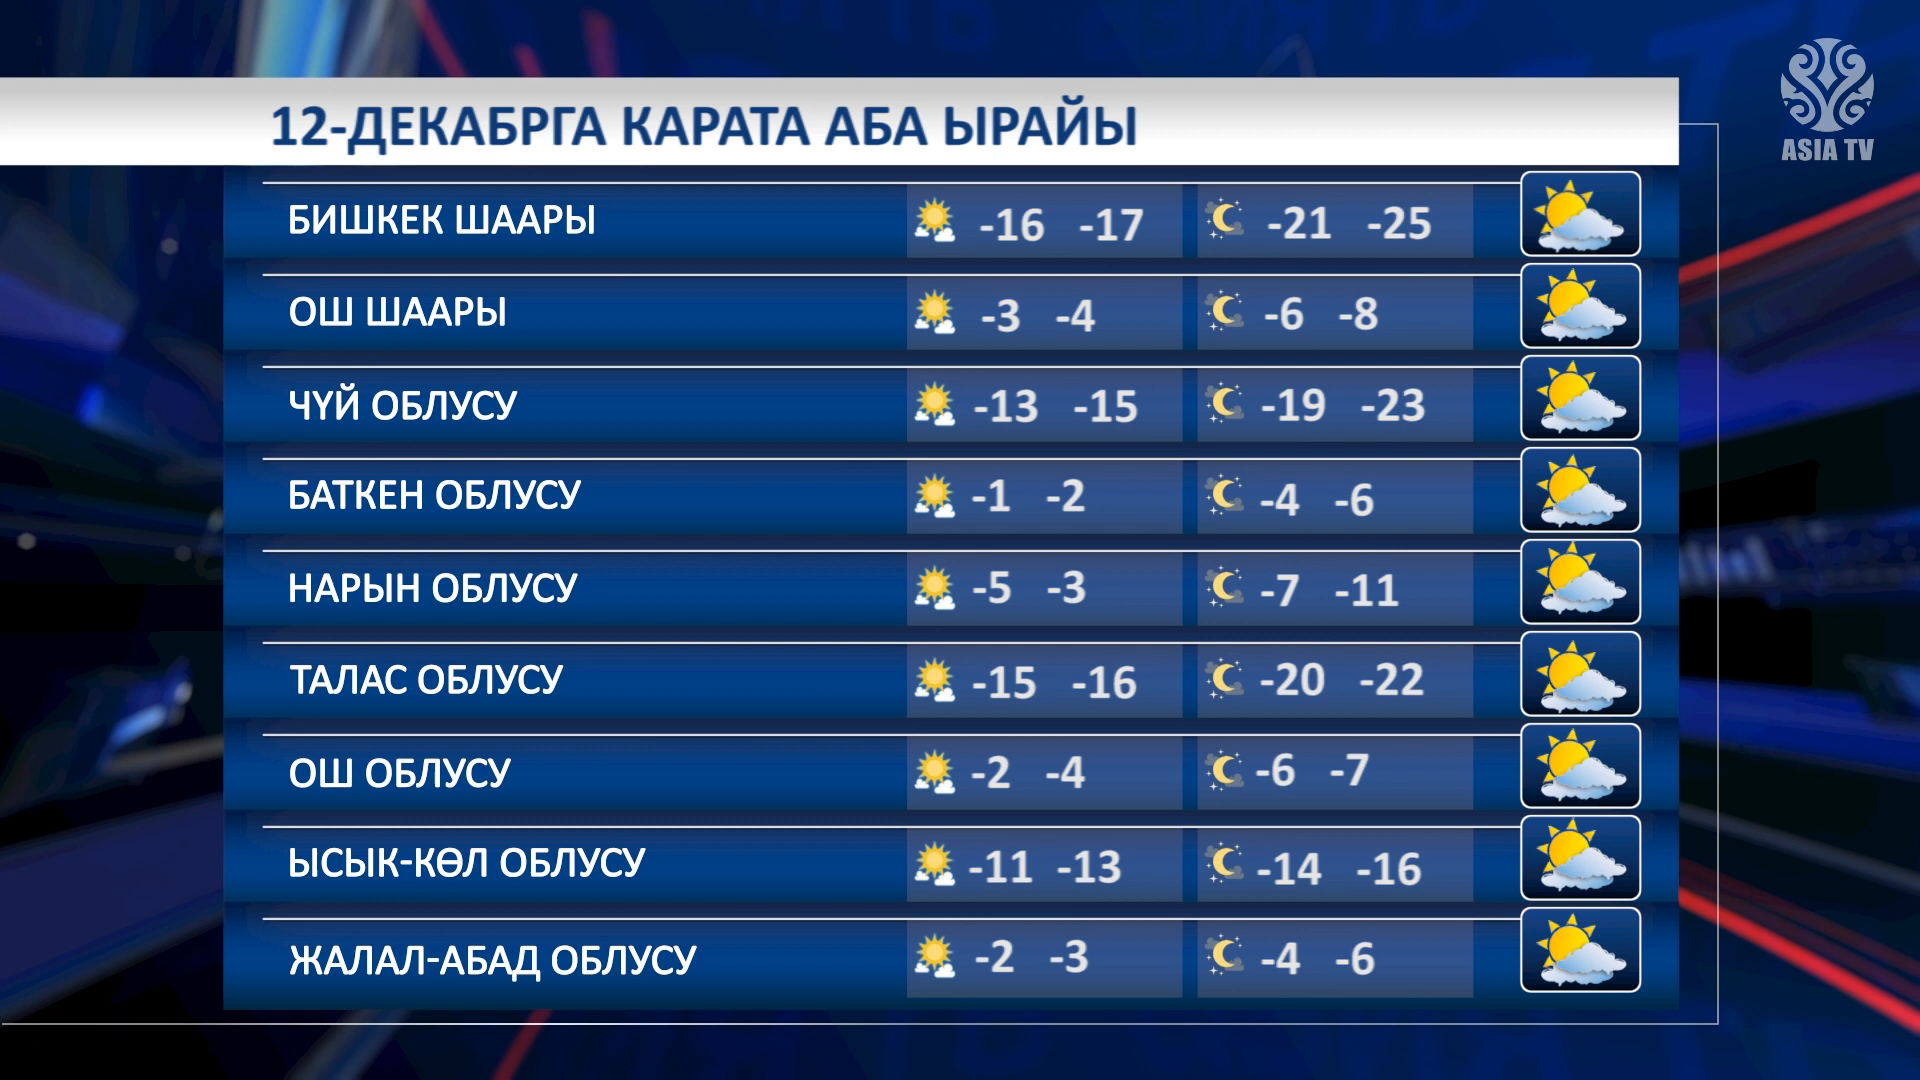 12-ДЕКАБРГА КАРАТА АБА ЫРАЙЫ
ASIA TV
БИШКЕК ШААРЫ -16 -17 -21 -25
ОШ ШААРЫ -3 -4 -6 -8
ЧҮЙ ОБЛУСУ -13 -15 -19 -23
БАТКЕН ОБЛУСУ -1 -2 -4 -6
НАРЫН ОБЛУСУ -5 -3 -7 -11
ТАЛАС ОБЛУСУ -15 -16 -20 -22
ОШ ОБЛУСУ -2 -4 -6 -7
ЫСЫК-КӨЛ ОБЛУСУ -11 -13 -14 -16
ЖАЛАЛ-АБАД ОБЛУСУ -2 -3 -4 -6